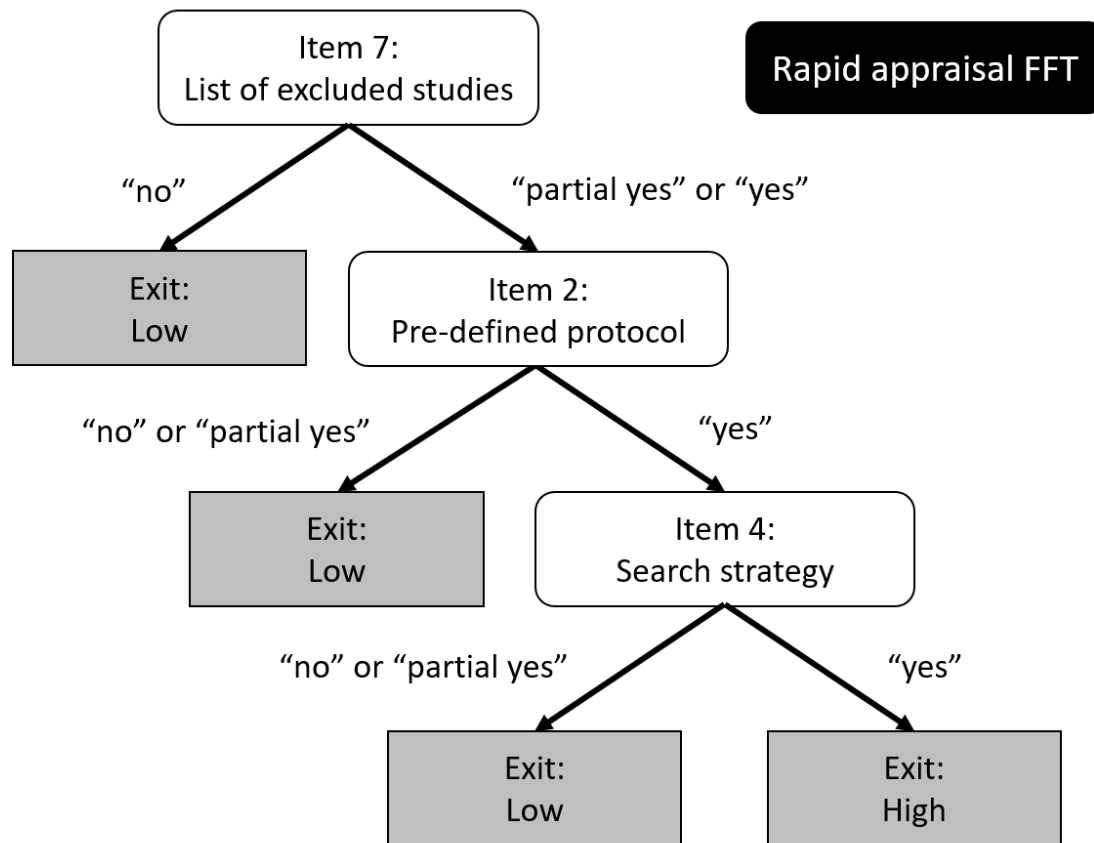 Item 7:
List of excluded studies
Rapid appraisal FFT
“no”
“partial yes” or “yes”
Exit:
Low
Item 2:
Pre-defined protocol
“no” or “partial yes”
“yes”
Exit:
Low
Item 4:
Search strategy
“no” or “partial yes”
“yes”
Exit:
Low
Exit:
High